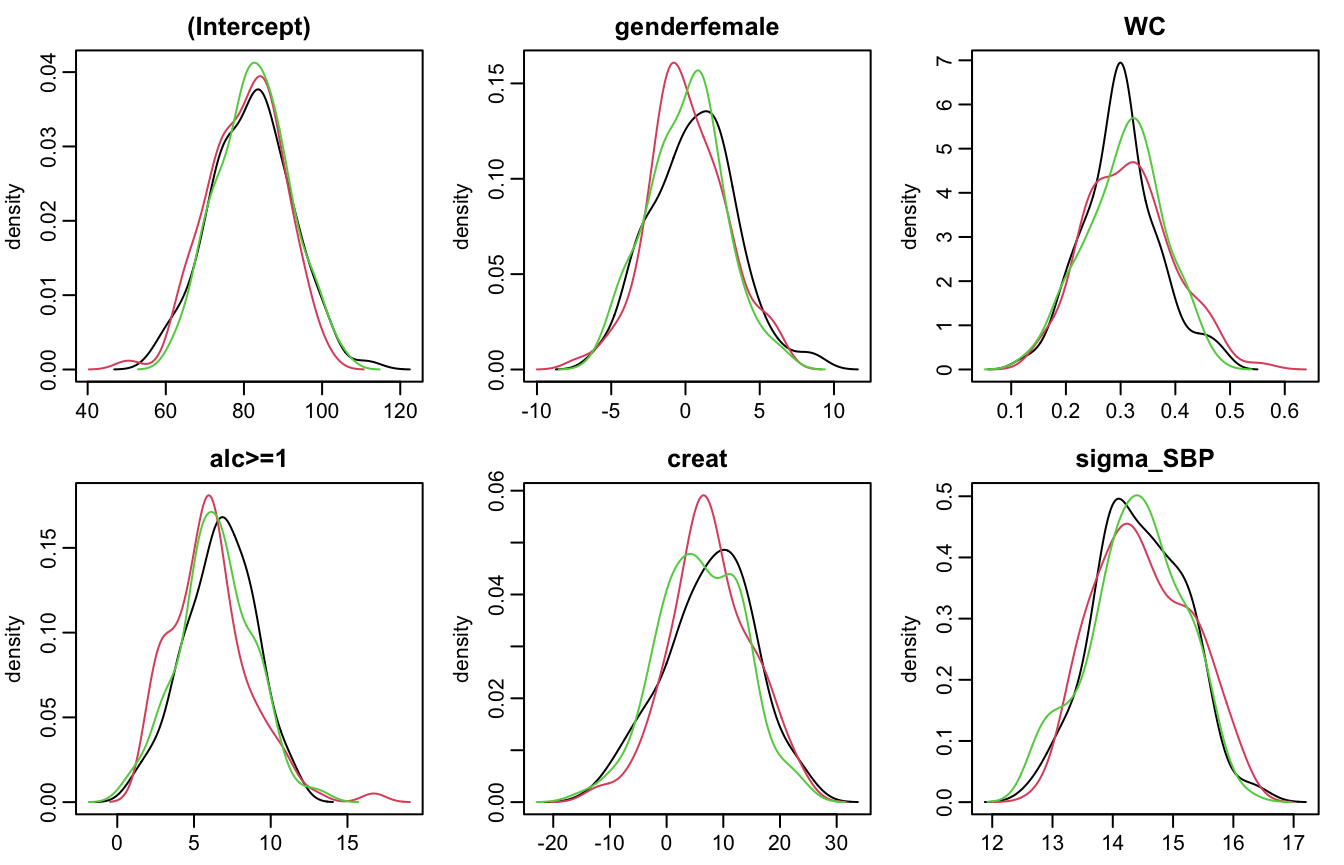 (Intercept)
density
0.00 0.01 0.02 0.03 0.04
40 60 80 100 120
genderfemale
density
0.00 0.05 0.10 0.15
-10 -5 0 5 10
WC
density
0 1 2 3 4 5 6 7
0.1 0.2 0.3 0.4 0.5 0.6
alc>=1
density
0.00 0.05 0.10 0.15
0 5 10 15
creat
density
0.00 0.02 0.04 0.06
-20 -10 0 10 20 30
sigma_SBP
density
0.0 0.1 0.2 0.3 0.4 0.5
12 13 14 15 16 17